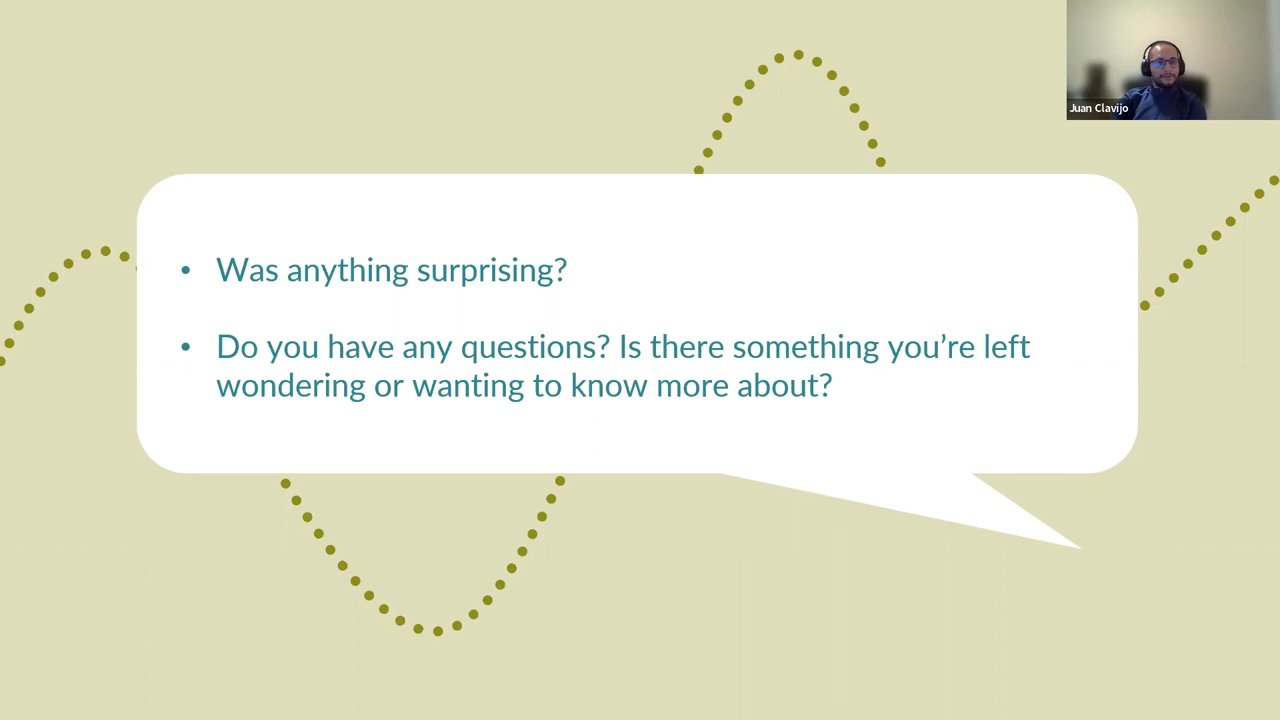 Juan Clavijo
• Was anything surprising?
• Do you have any questions? Is there something you’re left
wondering or wanting to know more about?